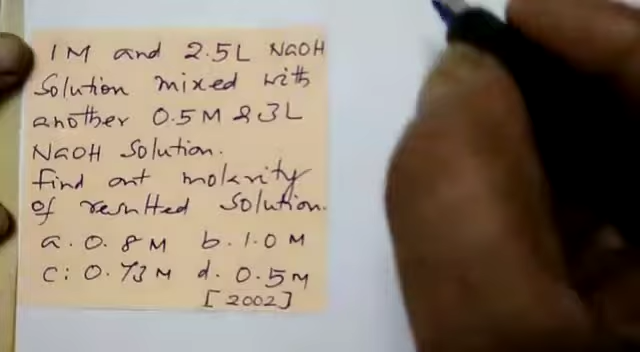 1M and 2.5L NaOH
Solution mixed with
another 0.5M & 3L
NaOH Solution.
find out molarity
of resulted solution.
a. 0.8M b. 1.0 M
c: 0.73M d. 0.5M
[2002]